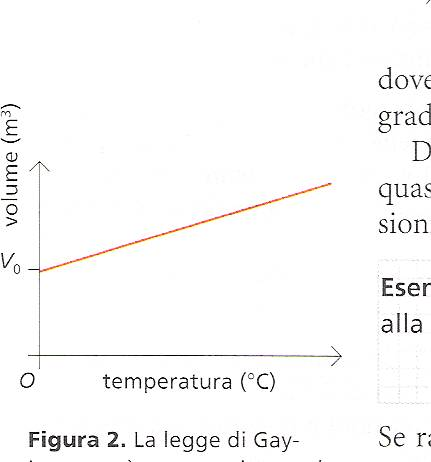 volume (m³)
V₀
O
temperatura (°C)
Figura 2. La legge di Gay-
dove
grad
D
quas
sion
Eser
alla
Se ra